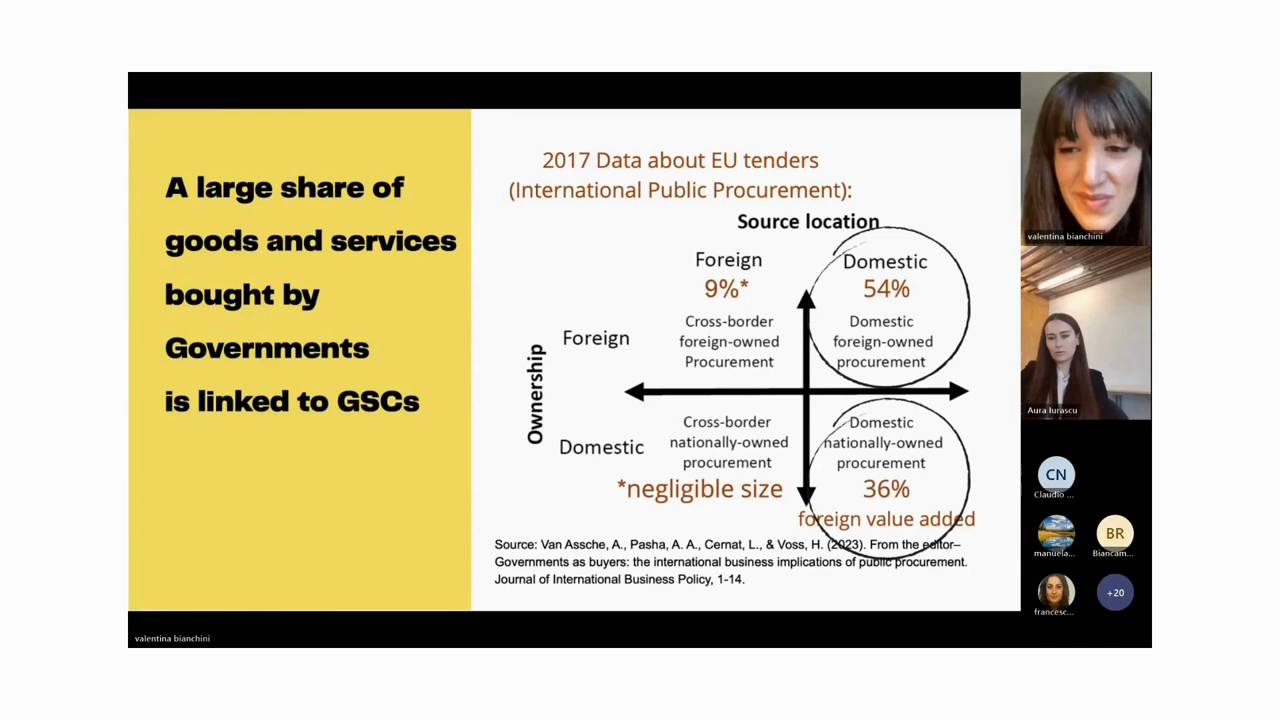 A large share of
goods and services
bought by
Governments
is linked to GSCs
2017 Data about EU tenders
(International Public Procurement):
Source location
Foreign
9%*
Domestic
54%
Cross-border
foreign-owned
Procurement
Domestic
foreign-owned
procurement
Ownership
Foreign
Domestic
Cross-border
nationally-owned
procurement
*negligible size
Domestic
nationally-owned
procurement
36%
foreign value added
Source: Van Assche, A., Pasha, A. A., Cernat, L., & Voss, H. (2023). From the editor–
Governments as buyers: the international business implications of public procurement.
Journal of International Business Policy, 1-14.
valentina bianchini
Aura Iurascu
CN
Claudio ...
manuela...
BR
Biancam...
francesc...
+20
valentina bianchini